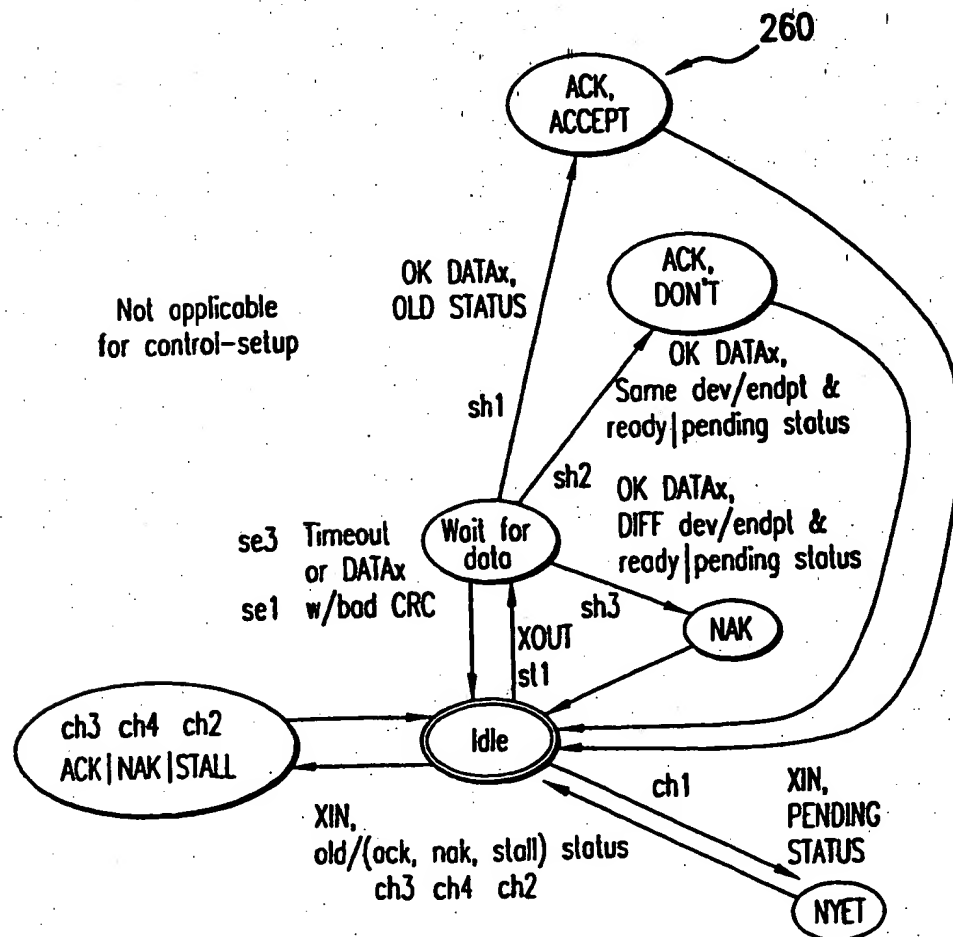 260
ACK,
ACCEPT
OK DATAx,
OLD STATUS
ACK,
DON'T
Not applicable
for control-setup
OK DATAx,
Same dev/endpt &
ready|pending status
sh1
sh2
OK DATAx,
DIFF dev/endpt &
ready|pending status
Wait for
data
se3 Timeout
or DATAx
se1 w/bad CRC
sh3
NAK
XOUT
st1
Idle
ch3 ch4 ch2
ACK|NAK|STALL
ch1
XIN,
PENDING
STATUS
XIN,
old/(ack, nak, stall) status
ch3 ch4 ch2
NYET